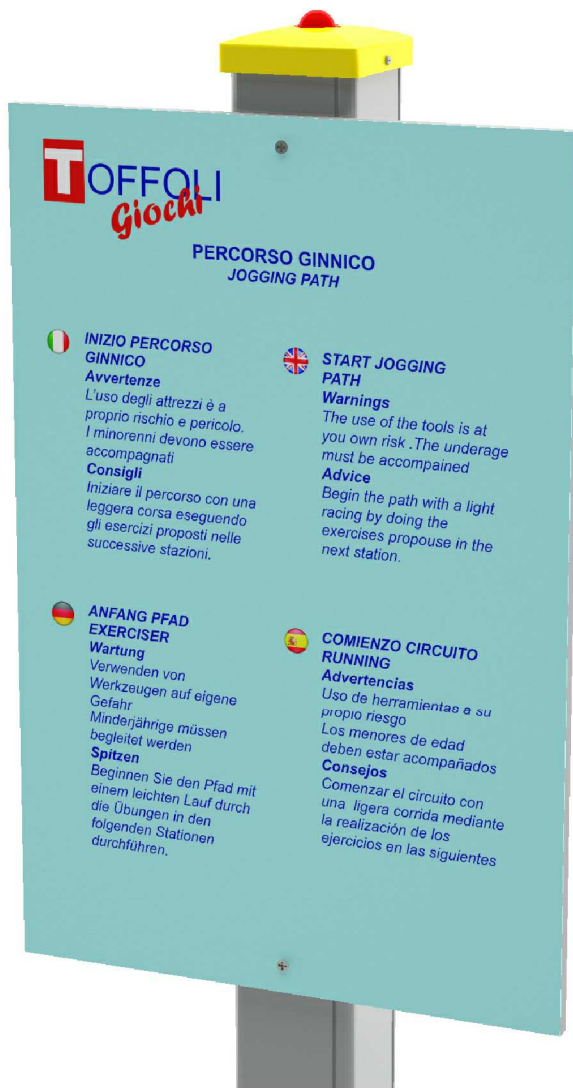 TOFFOLI
Giochi
PERCORSO GINNICO
JOGGING PATH
INIZIO PERCORSO
GINNICO
Avvertenze
L'uso degli attrezzi è a
proprio rischio e pericolo.
I minorenni devono essere
accompagnati
Consigli
Iniziare il percorso con una
leggera corsa eseguendo
gli esercizi proposti nelle
successive stazioni.
START JOGGING
PATH
Warnings
The use of the tools is at
you own risk .The underage
must be accompained
Advice
Begin the path with a light
racing by doing the
exercises propouse in the
next station.
ANFANG PFAD
EXERCISER
Wartung
Verwenden von
Werkzeugen auf eigene
Gefahr
Minderjährige müssen
begleitet werden
Spitzen
Beginnen Sie den Pfad mit
einem leichten Lauf durch
die Übungen in den
folgenden Stationen
durchführen.
COMIENZO CIRCUITO
RUNNING
Advertencias
Uso de herramientas a su
propio riesgo
Los menores de edad
deben estar acompañados
Consejos
Comenzar el circuito con
una ligera corrida mediante
la realización de los
ejercicios en las siguientes